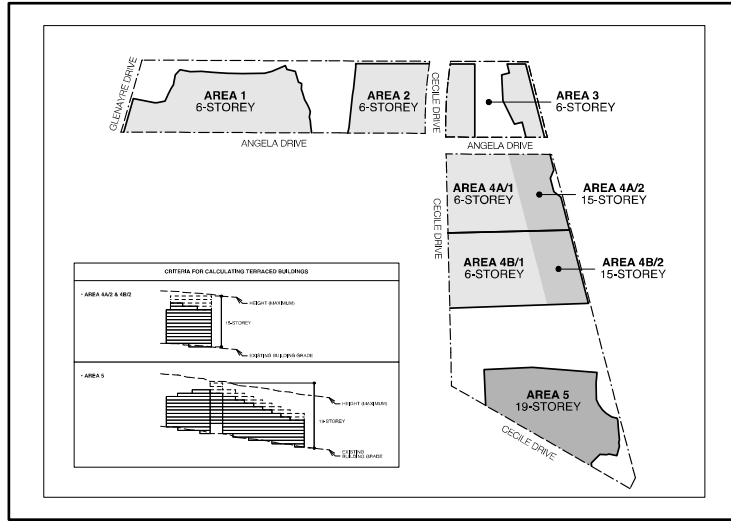 GLENAYRE DRIVE
AREA 1
6-STOREY
AREA 2
6-STOREY
CECILE DRIVE
AREA 3
6-STOREY
ANGELA DRIVE
ANGELA DRIVE
CECILE DRIVE
AREA 4A/1
6-STOREY
AREA 4A/2
15-STOREY
AREA 4B/1
6-STOREY
AREA 4B/2
15-STOREY
AREA 5
19-STOREY
CECILE DRIVE
CRITERIA FOR CALCULATING TERRACED BUILDINGS
· AREA 4A/2 & 4B/2
HEIGHT (MAXIMUM)
15-STOREY
EXISTING BUILDING GRADE
· AREA 5
HEIGHT (MAXIMUM)
19-STOREY
EXISTING
BUILDING GRADE